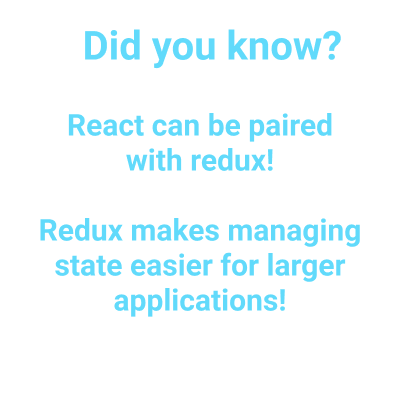 Did you know?
React can be paired
with redux!
Redux makes managing
state easier for larger
applications!